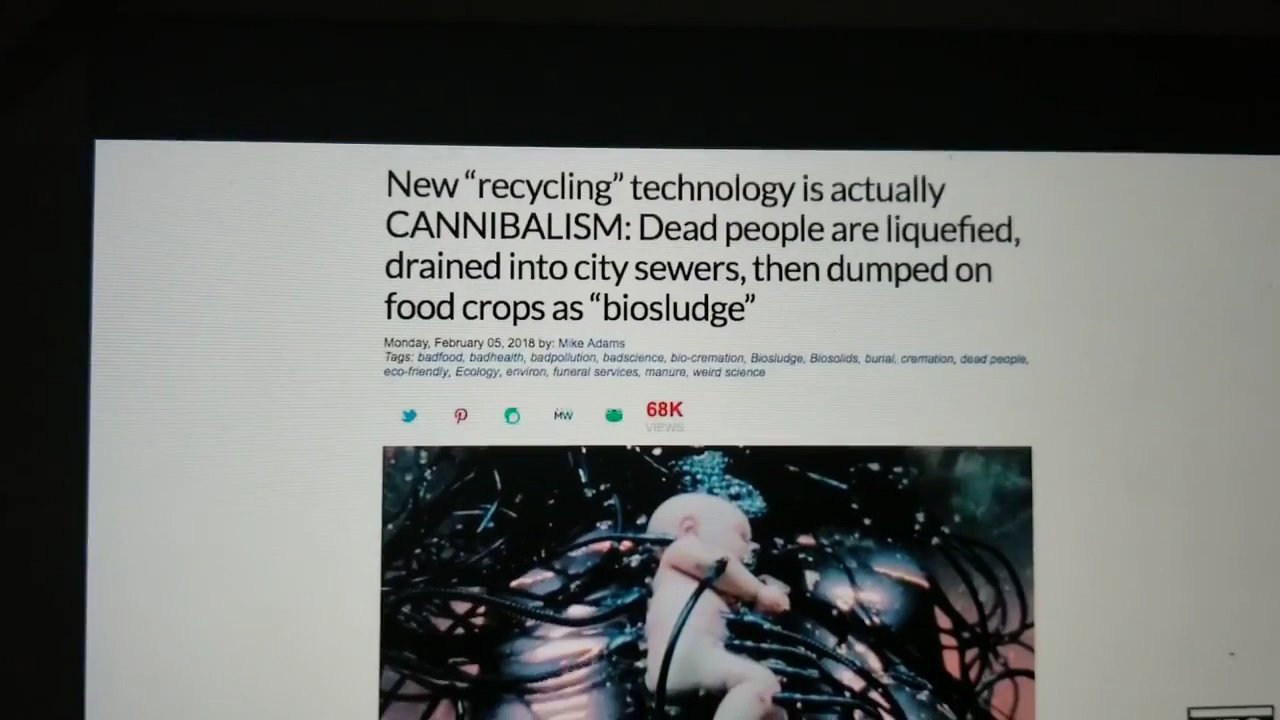 New “recycling” technology is actually
CANNIBALISM: Dead people are liquefied,
drained into city sewers, then dumped on
food crops as “biosludge”
Monday, February 05, 2018 by: Mike Adams
Tags: badfood, badhealth, badpollution, badscience, bio-cremation, Biosludge, Biosolids, burial, cremation, dead people,
eco-friendly, Ecology, environ, funeral services, manure, weird science
MW
68K
VIEWS